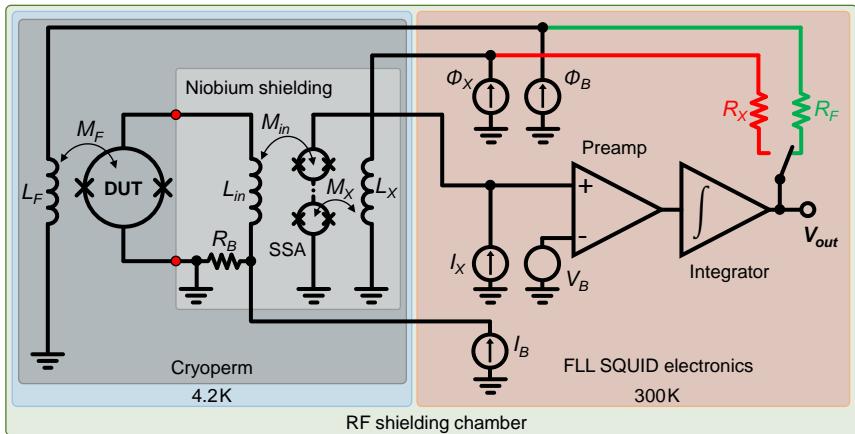 Niobium shielding
Φ_X
Φ_B
R_X
R_F
M_F
M_in
Preamp
L_F
DUT
L_in
M_X
L_X
+
-
∫
R_B
SSA
I_X
V_B
Integrator
V_out
I_B
Cryoperm
FLL SQUID electronics
4.2K
300K
RF shielding chamber